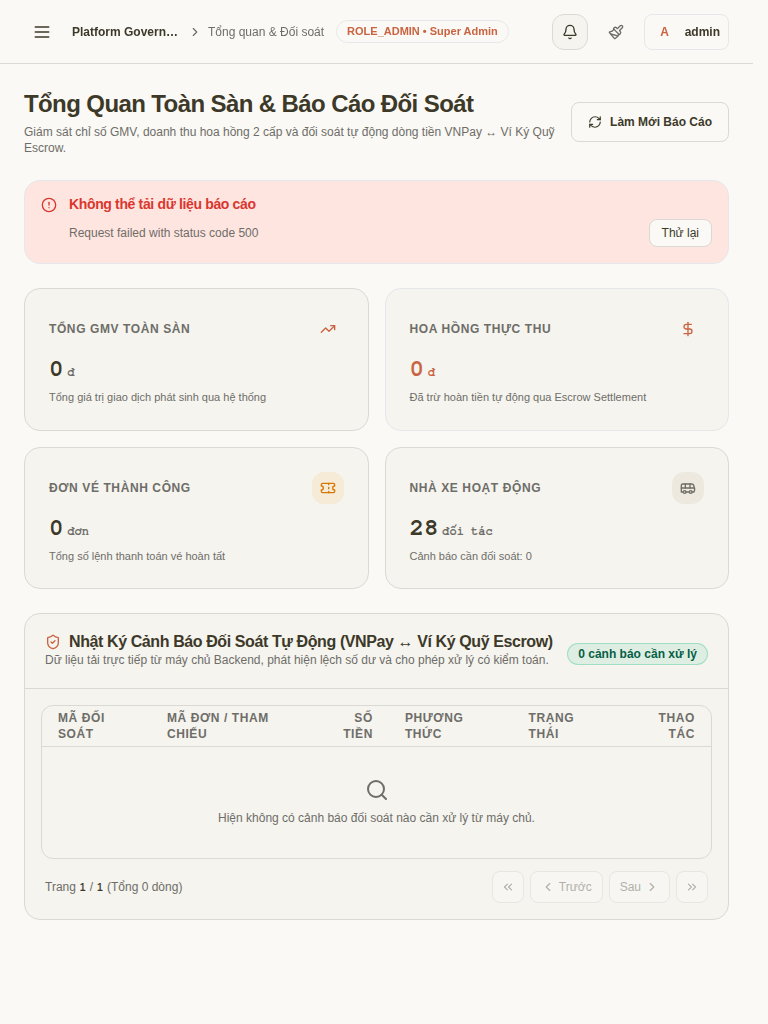 Platform Govern… Tổng quan & Đối soát ROLE_ADMIN • Super Admin A admin
Tổng Quan Toàn Sàn & Báo Cáo Đối Soát
Giám sát chỉ số GMV, doanh thu hoa hồng 2 cấp và đối soát tự động dòng tiền VNPay ↔ Ví Ký Quỹ
Escrow.
Làm Mới Báo Cáo
Không thể tải dữ liệu báo cáo
Request failed with status code 500
Thử lại
TỔNG GMV TOÀN SÀN
0 đ
Tổng giá trị giao dịch phát sinh qua hệ thống
HOA HỒNG THỰC THU
0 đ
Đã trừ hoàn tiền tự động qua Escrow Settlement
ĐƠN VÉ THÀNH CÔNG
0 đơn
Tổng số lệnh thanh toán vé hoàn tất
NHÀ XE HOẠT ĐỘNG
28 đối tác
Cảnh báo cần đối soát: 0
Nhật Ký Cảnh Báo Đối Soát Tự Động (VNPay ↔ Ví Ký Quỹ Escrow)
Dữ liệu tải trực tiếp từ máy chủ Backend, phát hiện lệch số dư và cho phép xử lý có kiểm toán.
0 cảnh báo cần xử lý
MÃ ĐỐI SOÁT
MÃ ĐƠN / THAM CHIẾU
SỐ TIỀN
PHƯƠNG THỨC
TRẠNG THÁI
THAO TÁC
Hiện không có cảnh báo đối soát nào cần xử lý từ máy chủ.
Trang 1 / 1 (Tổng 0 dòng)
Trước
Sau